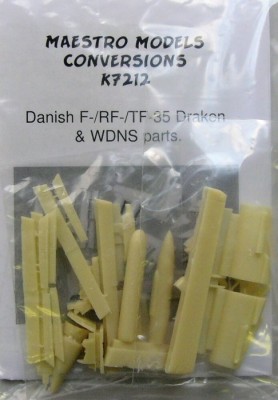 MAESTRO MODELS
CONVERSIONS
K7212
Danish F-/RF-/TF-35 Draken
& WDNS parts.